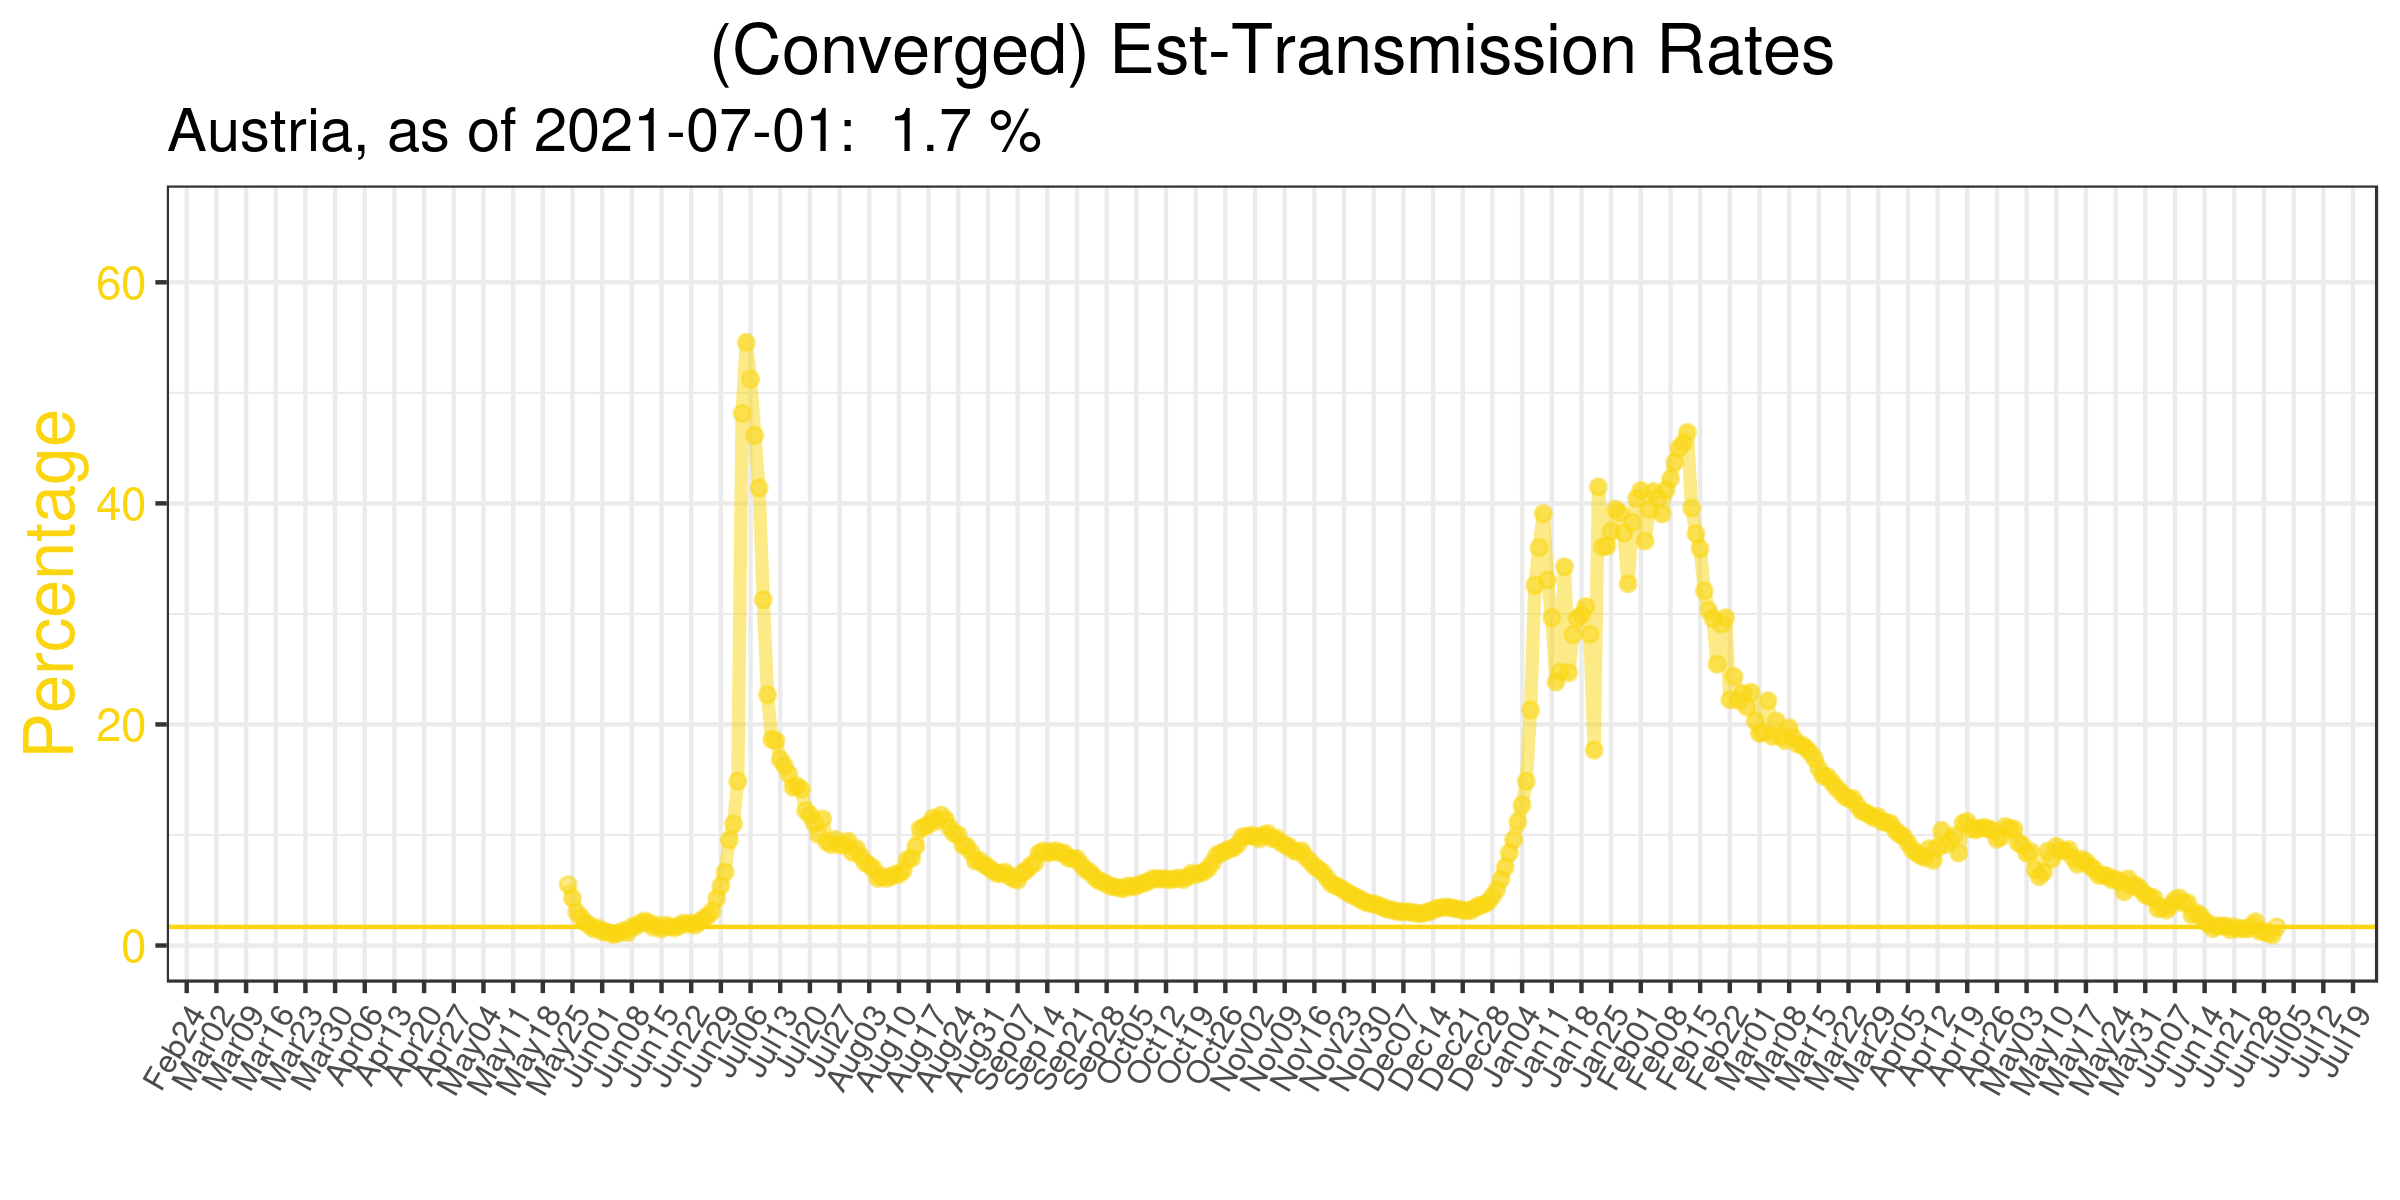 (Converged) Est-Transmission Rates
Austria, as of 2021-07-01:  1.7 %
Percentage
60
40
20
0
Feb24
Mar02
Mar09
Mar16
Mar23
Mar30
Apr06
Apr13
Apr20
Apr27
May04
May11
May18
May25
Jun01
Jun08
Jun15
Jun22
Jun29
Jul06
Jul13
Jul20
Jul27
Aug03
Aug10
Aug17
Aug24
Aug31
Sep07
Sep14
Sep21
Sep28
Oct05
Oct12
Oct19
Oct26
Nov02
Nov09
Nov16
Nov23
Nov30
Dec07
Dec14
Dec21
Dec28
Jan04
Jan11
Jan18
Jan25
Feb01
Feb08
Feb15
Feb22
Mar01
Mar08
Mar15
Mar22
Mar29
Apr05
Apr12
Apr19
Apr26
May03
May10
May17
May24
May31
Jun07
Jun14
Jun21
Jun28
Jul05
Jul12
Jul19